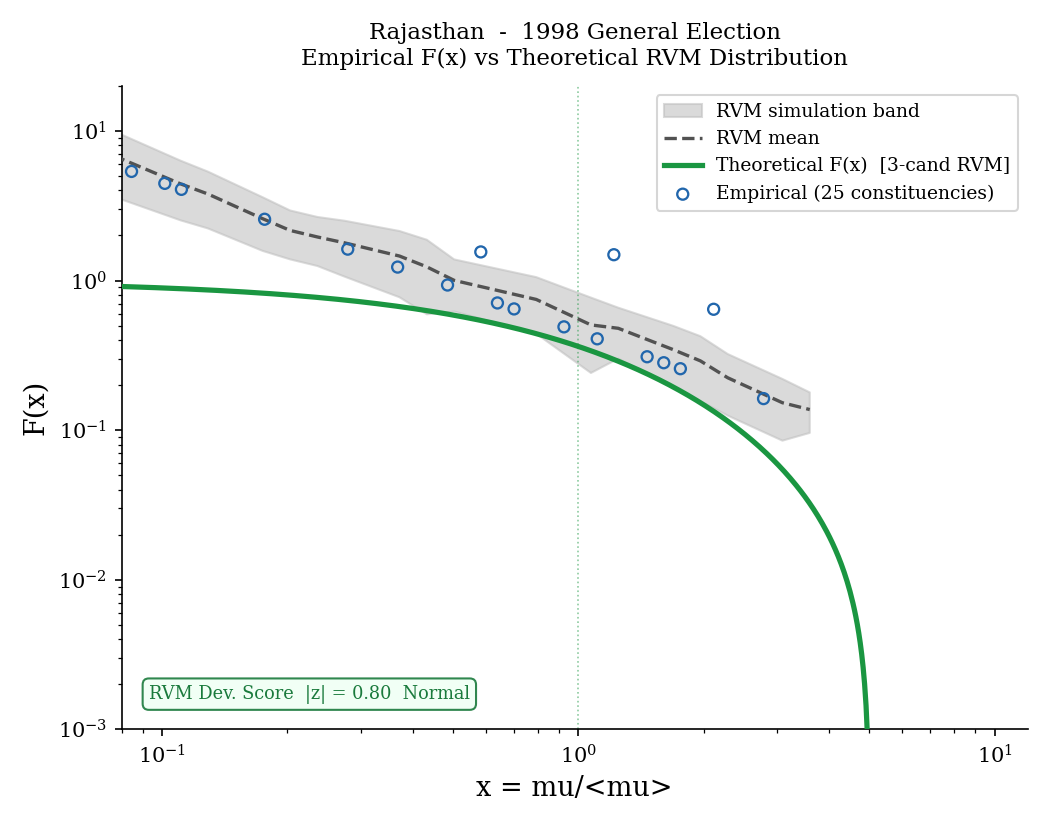 Rajasthan  -  1998 General Election
Empirical F(x) vs Theoretical RVM Distribution
RVM simulation band
RVM mean
Theoretical F(x)  [3-cand RVM]
Empirical (25 constituencies)
10¹
10⁰
10⁻¹
10⁻²
10⁻³
F(x)
RVM Dev. Score  |z| = 0.80  Normal
10⁻¹
10⁰
10¹
x = mu/<mu>